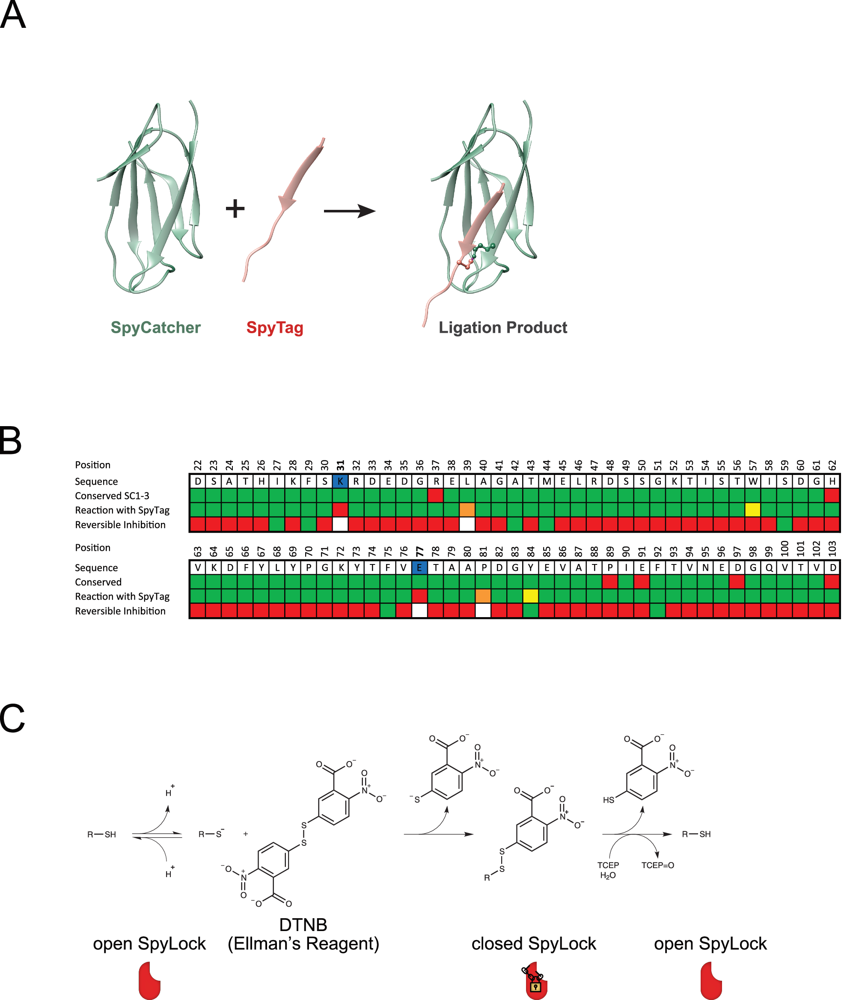 A
+
SpyCatcher SpyTag Ligation Product
B
Position 22 23 24 25 26 27 28 29 30 31 32 33 34 35 36 37 38 39 40 41 42 43 44 45 46 47 48 49 50 51 52 53 54 55 56 57 58 59 60 61 62
Sequence D S A T H I K F S K R D E D G R E L A G A T M E L R D S S G K T I S T W I S D G H
Conserved SC1-3
Reaction with SpyTag
Reversible Inhibition
Position 63 64 65 66 67 68 69 70 71 72 73 74 75 76 77 78 79 80 81 82 83 84 85 86 87 88 89 90 91 92 93 94 95 96 97 98 99 100 101 102 103
Sequence V K D F Y L Y P G K Y T F V E T A A P D G Y E V A T P I E F T V N E D G Q V T V D
Conserved
Reaction with SpyTag
Reversible Inhibition
C
H+
R–SH
H+
R–S−
+
O O−
O
N+
O−
S
S
−O
N+
O
−O O
DTNB
(Ellman's Reagent)
O O−
O
N+
O−
−S
O O−
O
N+
O−
S
S
R
O O−
O
N+
O−
HS
TCEP
H2O
TCEP=O
R–SH
open SpyLock
closed SpyLock
open SpyLock